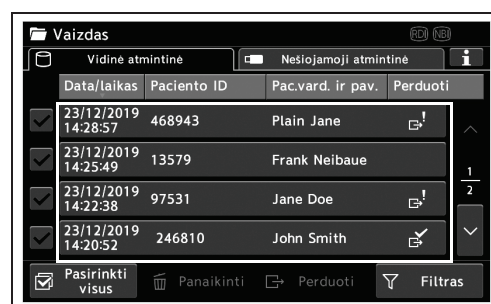 Vaizdas RDI NBI
Vidinė atmintinė Nešiojamoji atmintinė i
Data/laikas Paciento ID Pac.vard. ir pav. Perduoti
23/12/2019
14:28:57 468943 Plain Jane
23/12/2019
14:25:49 13579 Frank Neibaue
23/12/2019
14:22:38 97531 Jane Doe
23/12/2019
14:20:52 246810 John Smith
1
2
Pasirinkti
visus Panaikinti Perduoti Filtras